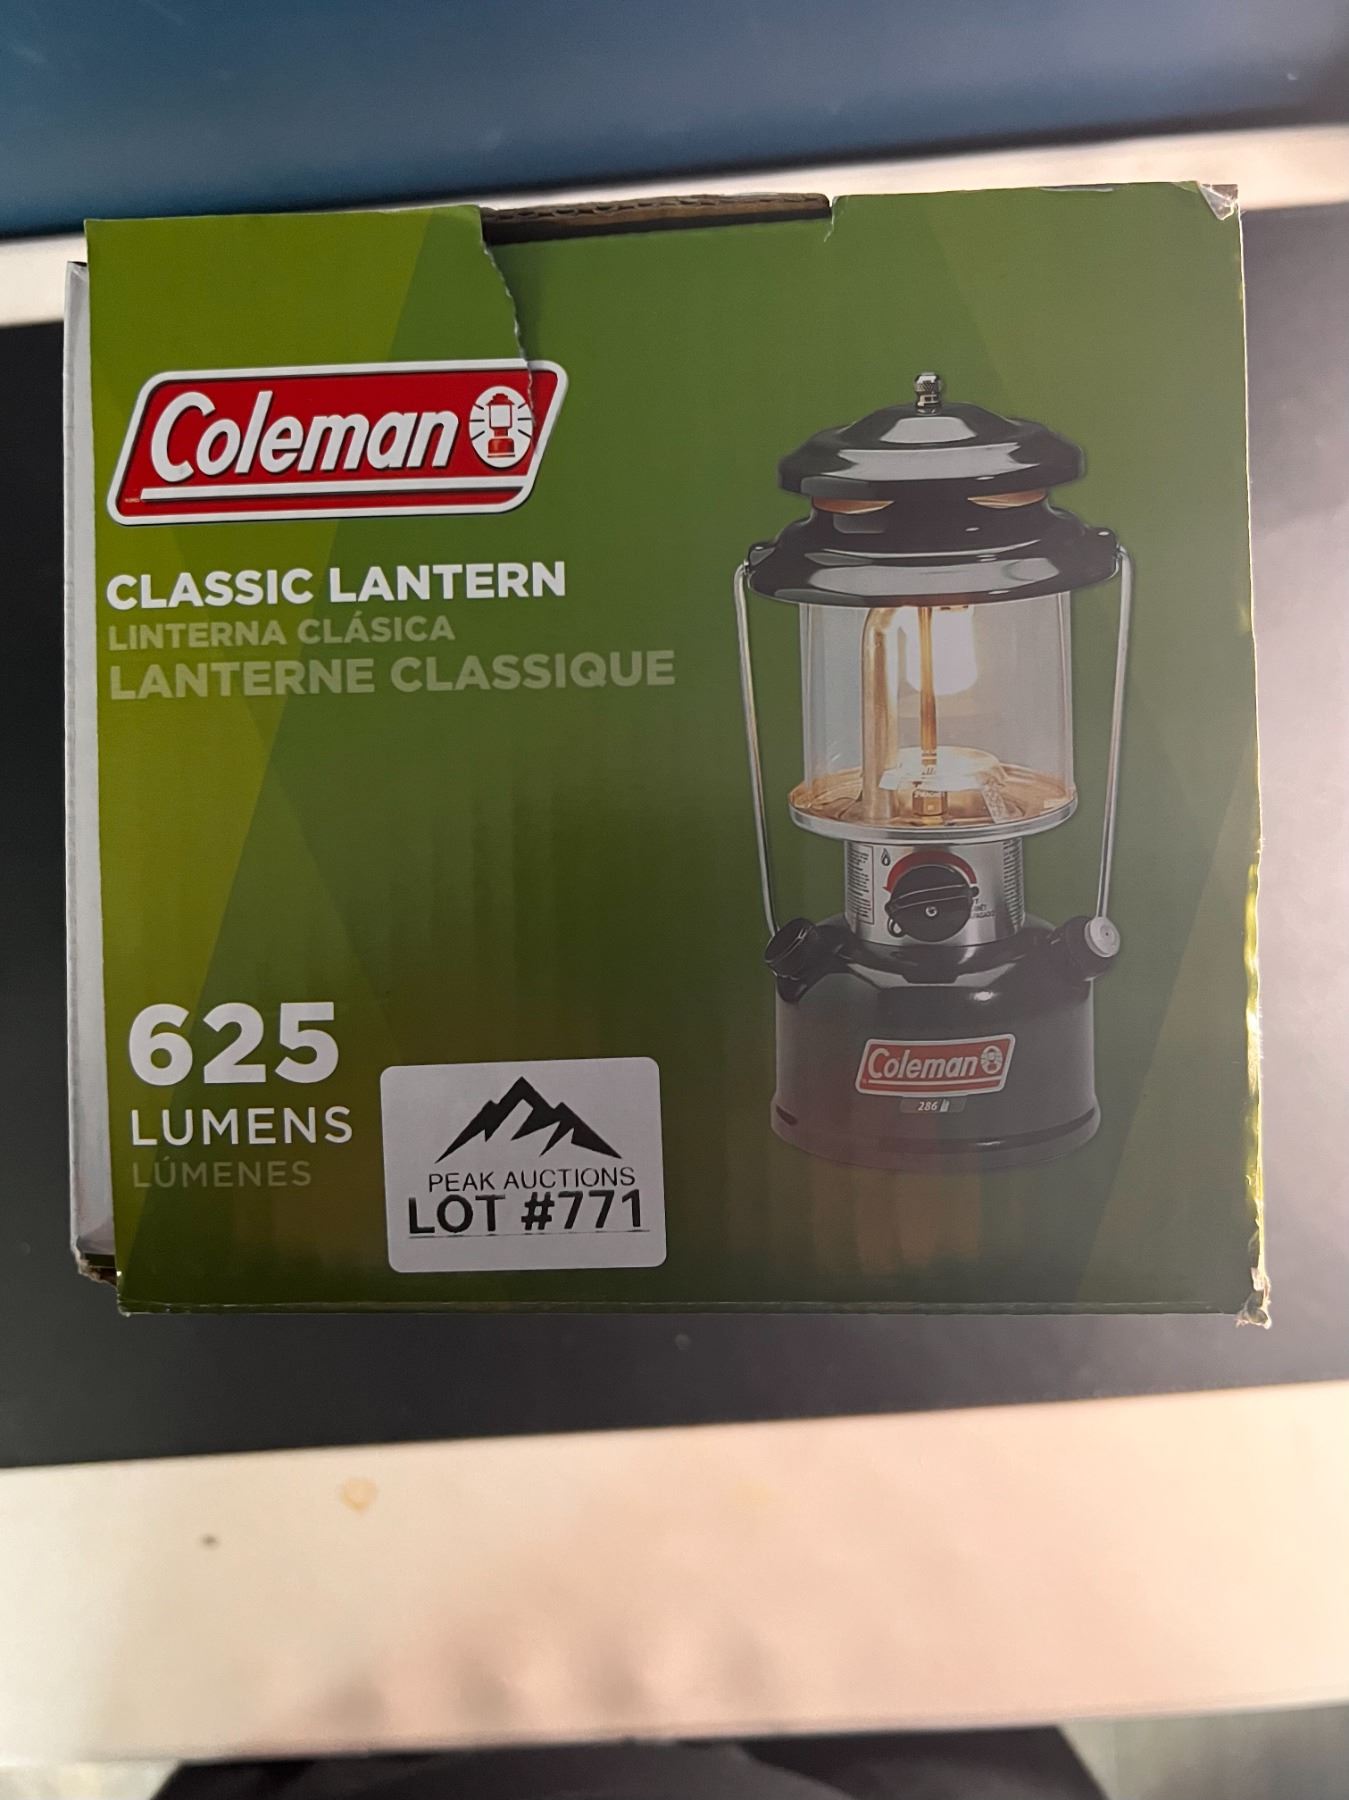 Coleman
CLASSIC LANTERN
LINTERNA CLÁSICA
LANTERNE CLASSIQUE
625
LUMENS
LÚMENES
PEAK AUCTIONS
LOT #771
Coleman
286